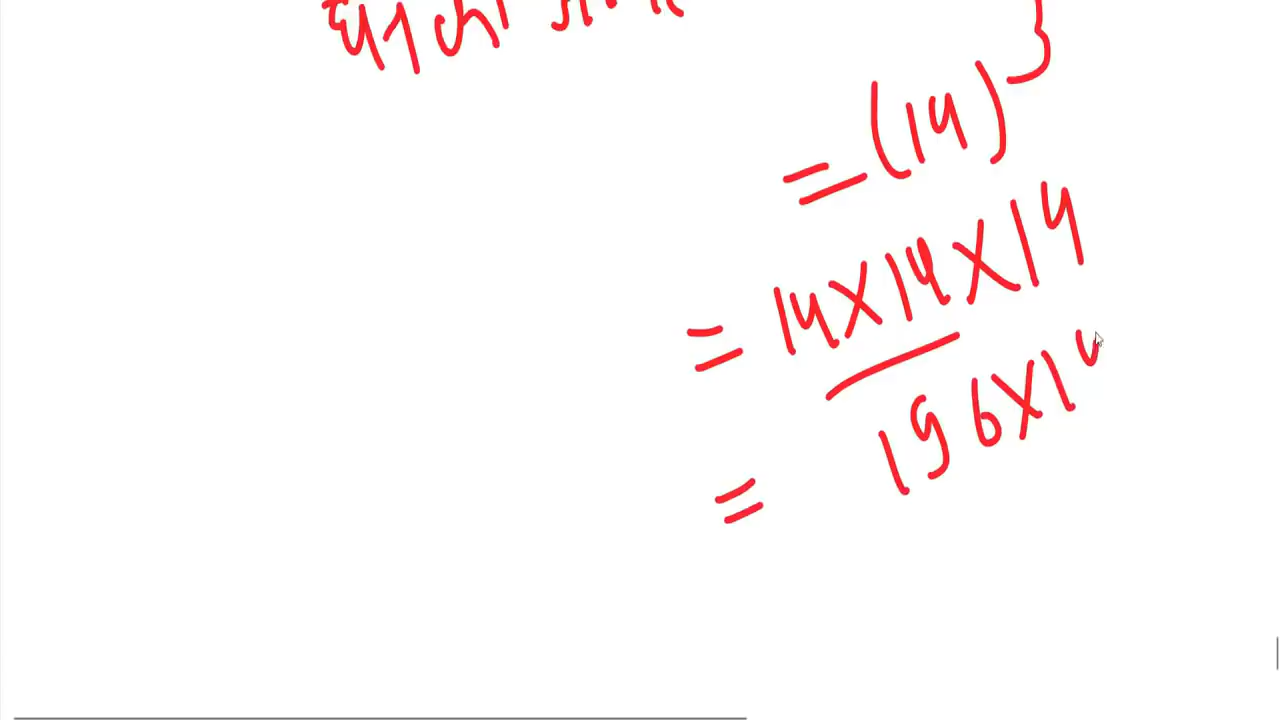 = (14)³
= 14×14×14
= 196×14